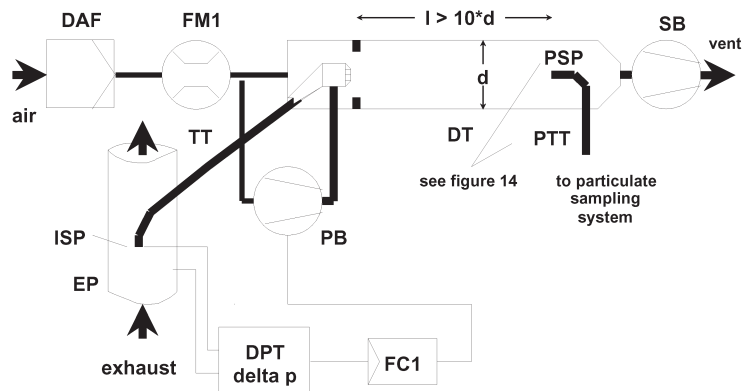 DAF
FM1
l > 10*d
SB
vent
air
d
PSP
TT
DT
PTT
see figure 14
to particulate
sampling
system
ISP
PB
EP
exhaust
DPT
delta p
FC1